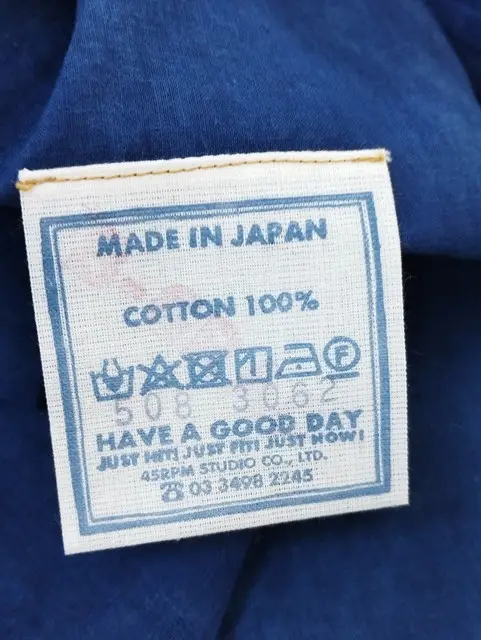 MADE IN JAPAN
COTTON 100%
F
508 3062
HAVE A GOOD DAY
JUST HIT! JUST FIT! JUST NOW!
45RPM STUDIO CO., LTD.
☎ 03 3498 2245